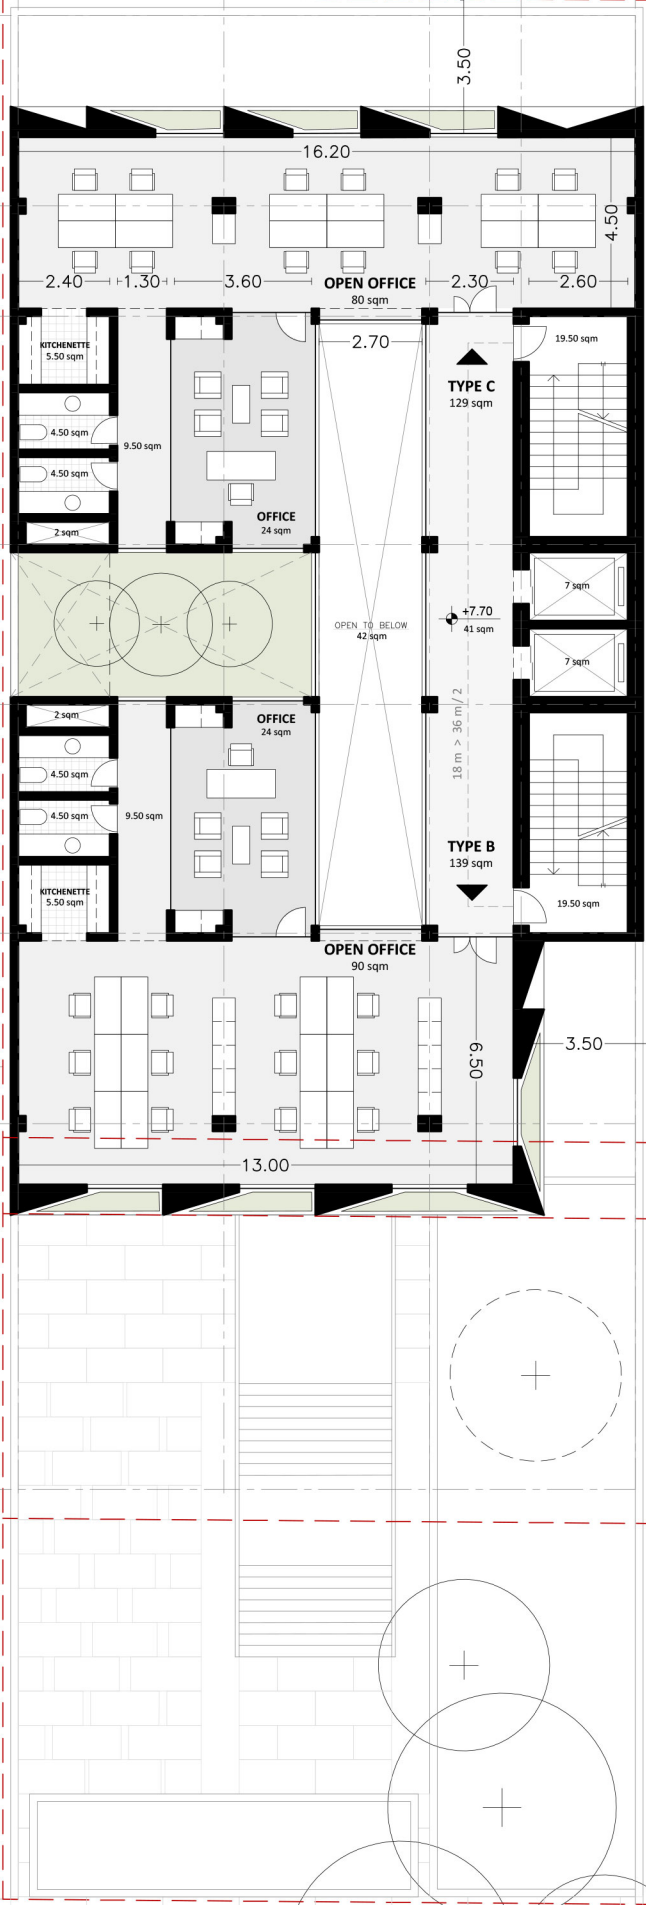 3.50
16.20
4.50
2.40
1.30
3.60
OPEN OFFICE
80 sqm
2.30
2.60
KITCHENETTE
5.50 sqm
2.70
19.50 sqm
TYPE C
129 sqm
4.50 sqm
9.50 sqm
4.50 sqm
OFFICE
24 sqm
2 sqm
7 sqm
+7.70
41 sqm
OPEN TO BELOW
42 sqm
7 sqm
18 m > 36 m / 2
2 sqm
OFFICE
24 sqm
4.50 sqm
4.50 sqm
9.50 sqm
TYPE B
139 sqm
KITCHENETTE
5.50 sqm
19.50 sqm
OPEN OFFICE
90 sqm
3.50
6.50
13.00